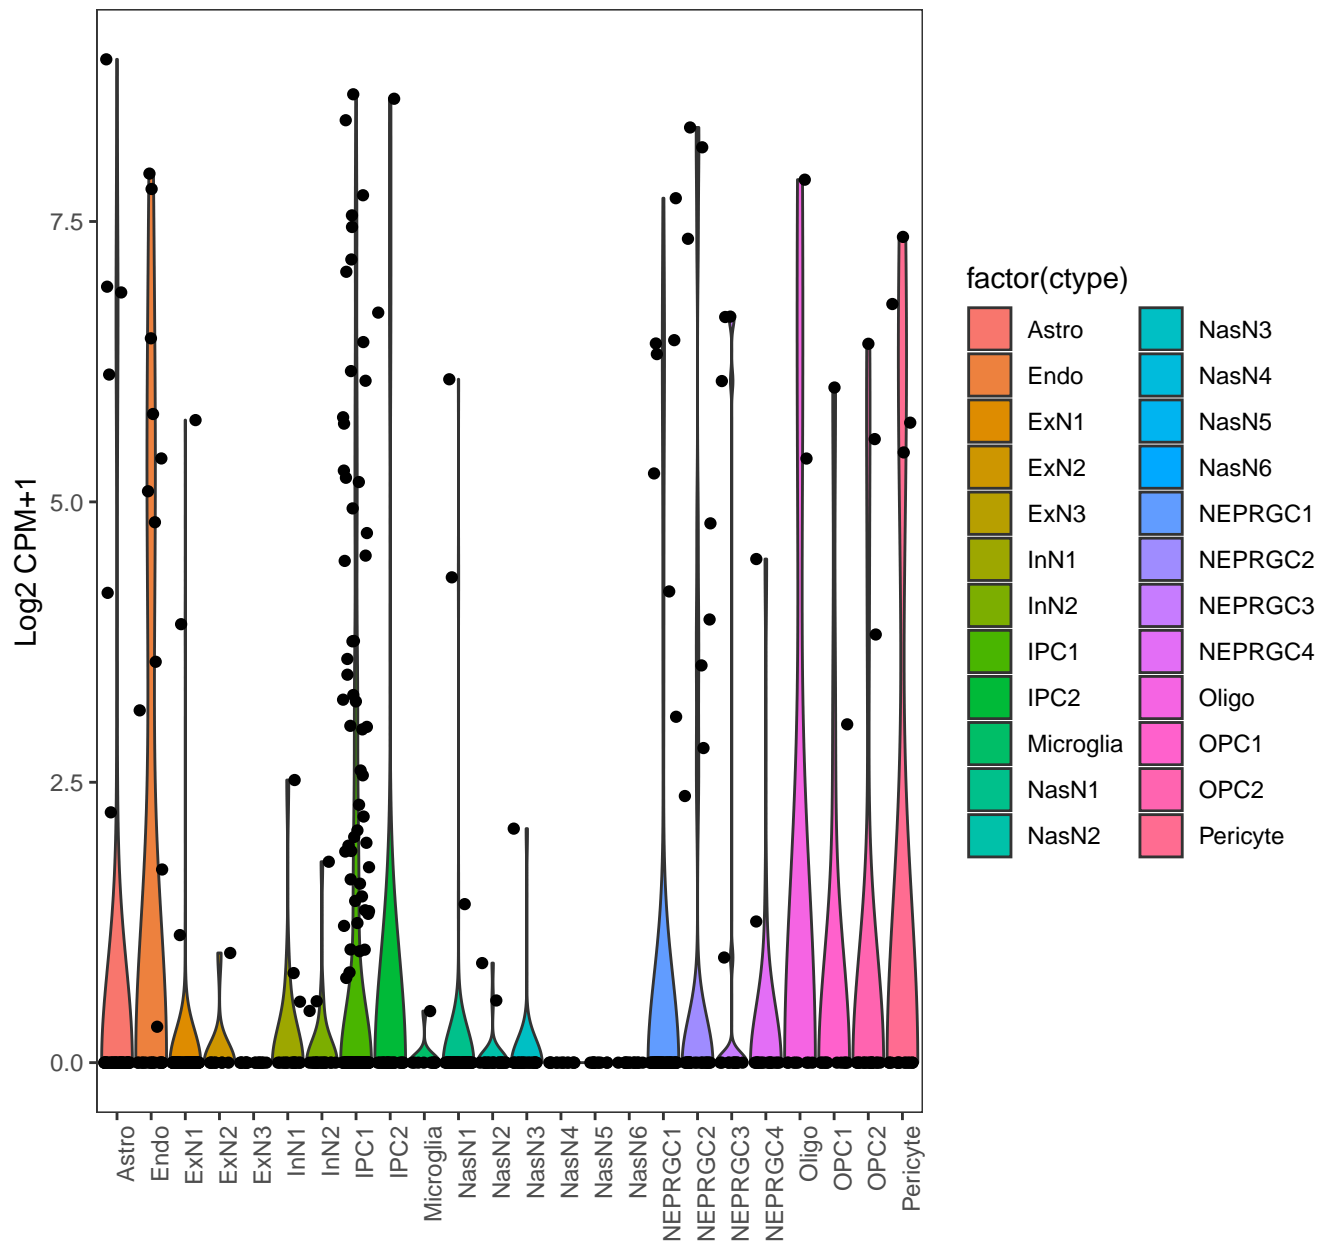 Log2 CPM+1
7.5
5.0
2.5
0.0
Astro
Endo
ExN1
ExN2
ExN3
InN1
InN2
IPC1
IPC2
Microglia
NasN1
NasN2
NasN3
NasN4
NasN5
NasN6
NEPRGC1
NEPRGC2
NEPRGC3
NEPRGC4
Oligo
OPC1
OPC2
Pericyte
factor(ctype)
Astro
Endo
ExN1
ExN2
ExN3
InN1
InN2
IPC1
IPC2
Microglia
NasN1
NasN2
NasN3
NasN4
NasN5
NasN6
NEPRGC1
NEPRGC2
NEPRGC3
NEPRGC4
Oligo
OPC1
OPC2
Pericyte